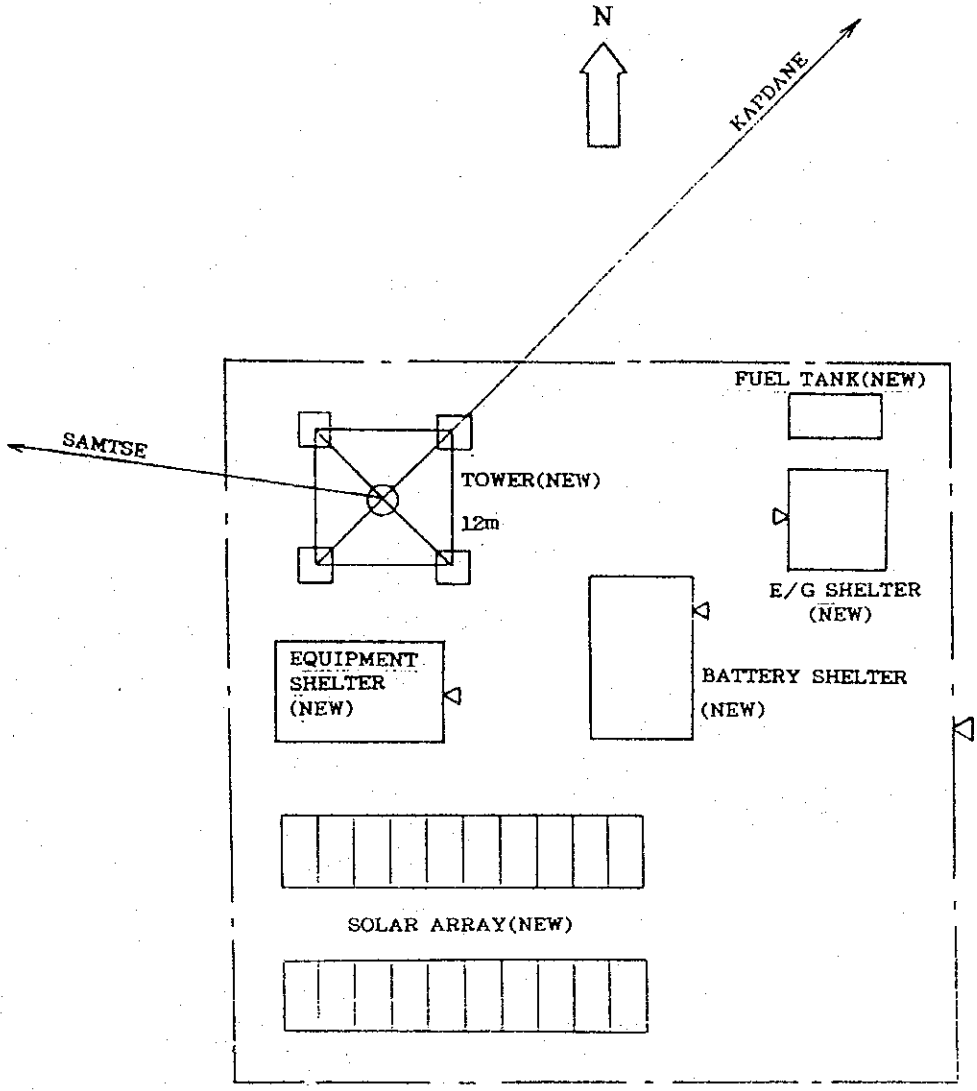 N
KAPDANE
FUEL TANK(NEW)
SAMTSE
TOWER(NEW)
12m
E/G SHELTER
(NEW)
EQUIPMENT
SHELTER
(NEW)
BATTERY SHELTER
(NEW)
SOLAR ARRAY(NEW)